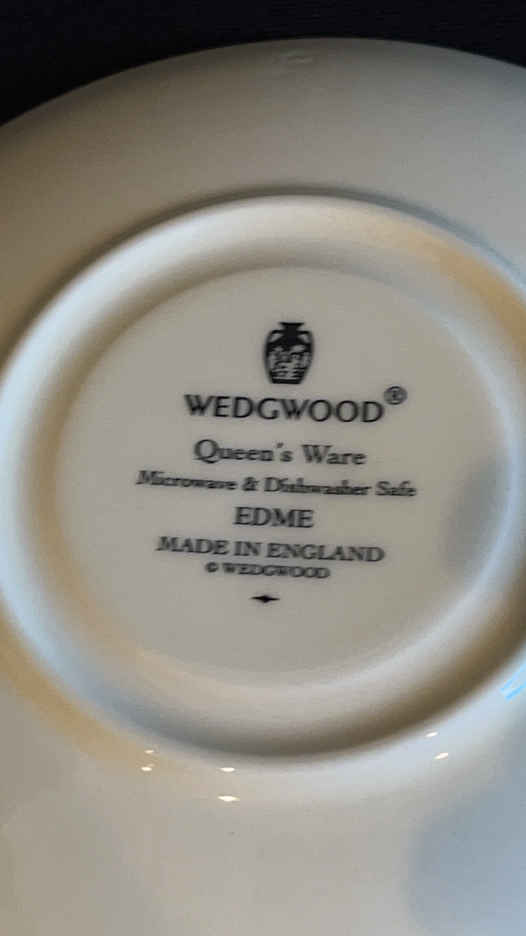 WEDGWOOD®
Queen's Ware
Microwave & Dishwasher Safe
EDME
MADE IN ENGLAND
© WEDGWOOD